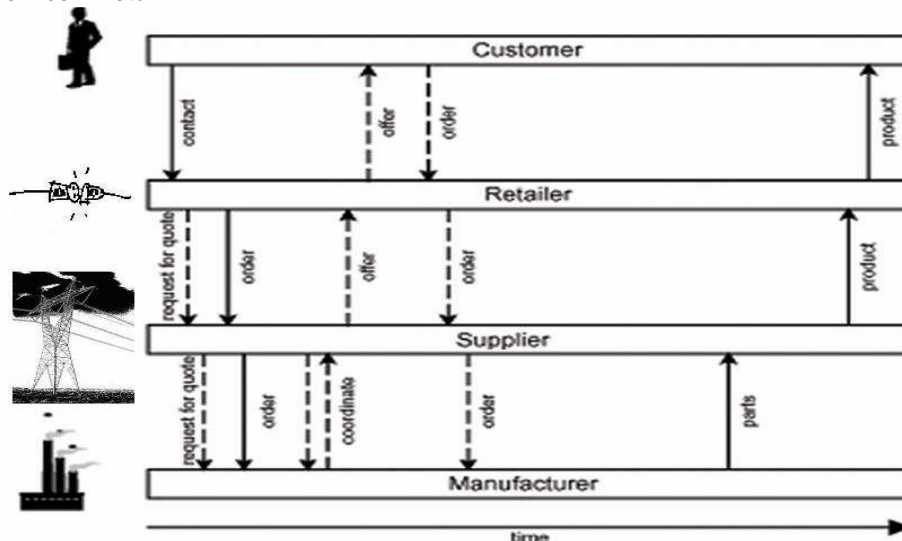 Customer
contact
offer
order
product
Retailer
request for quote
order
offer
order
product
Supplier
request for quote
order
coordinate
order
parts
Manufacturer
time